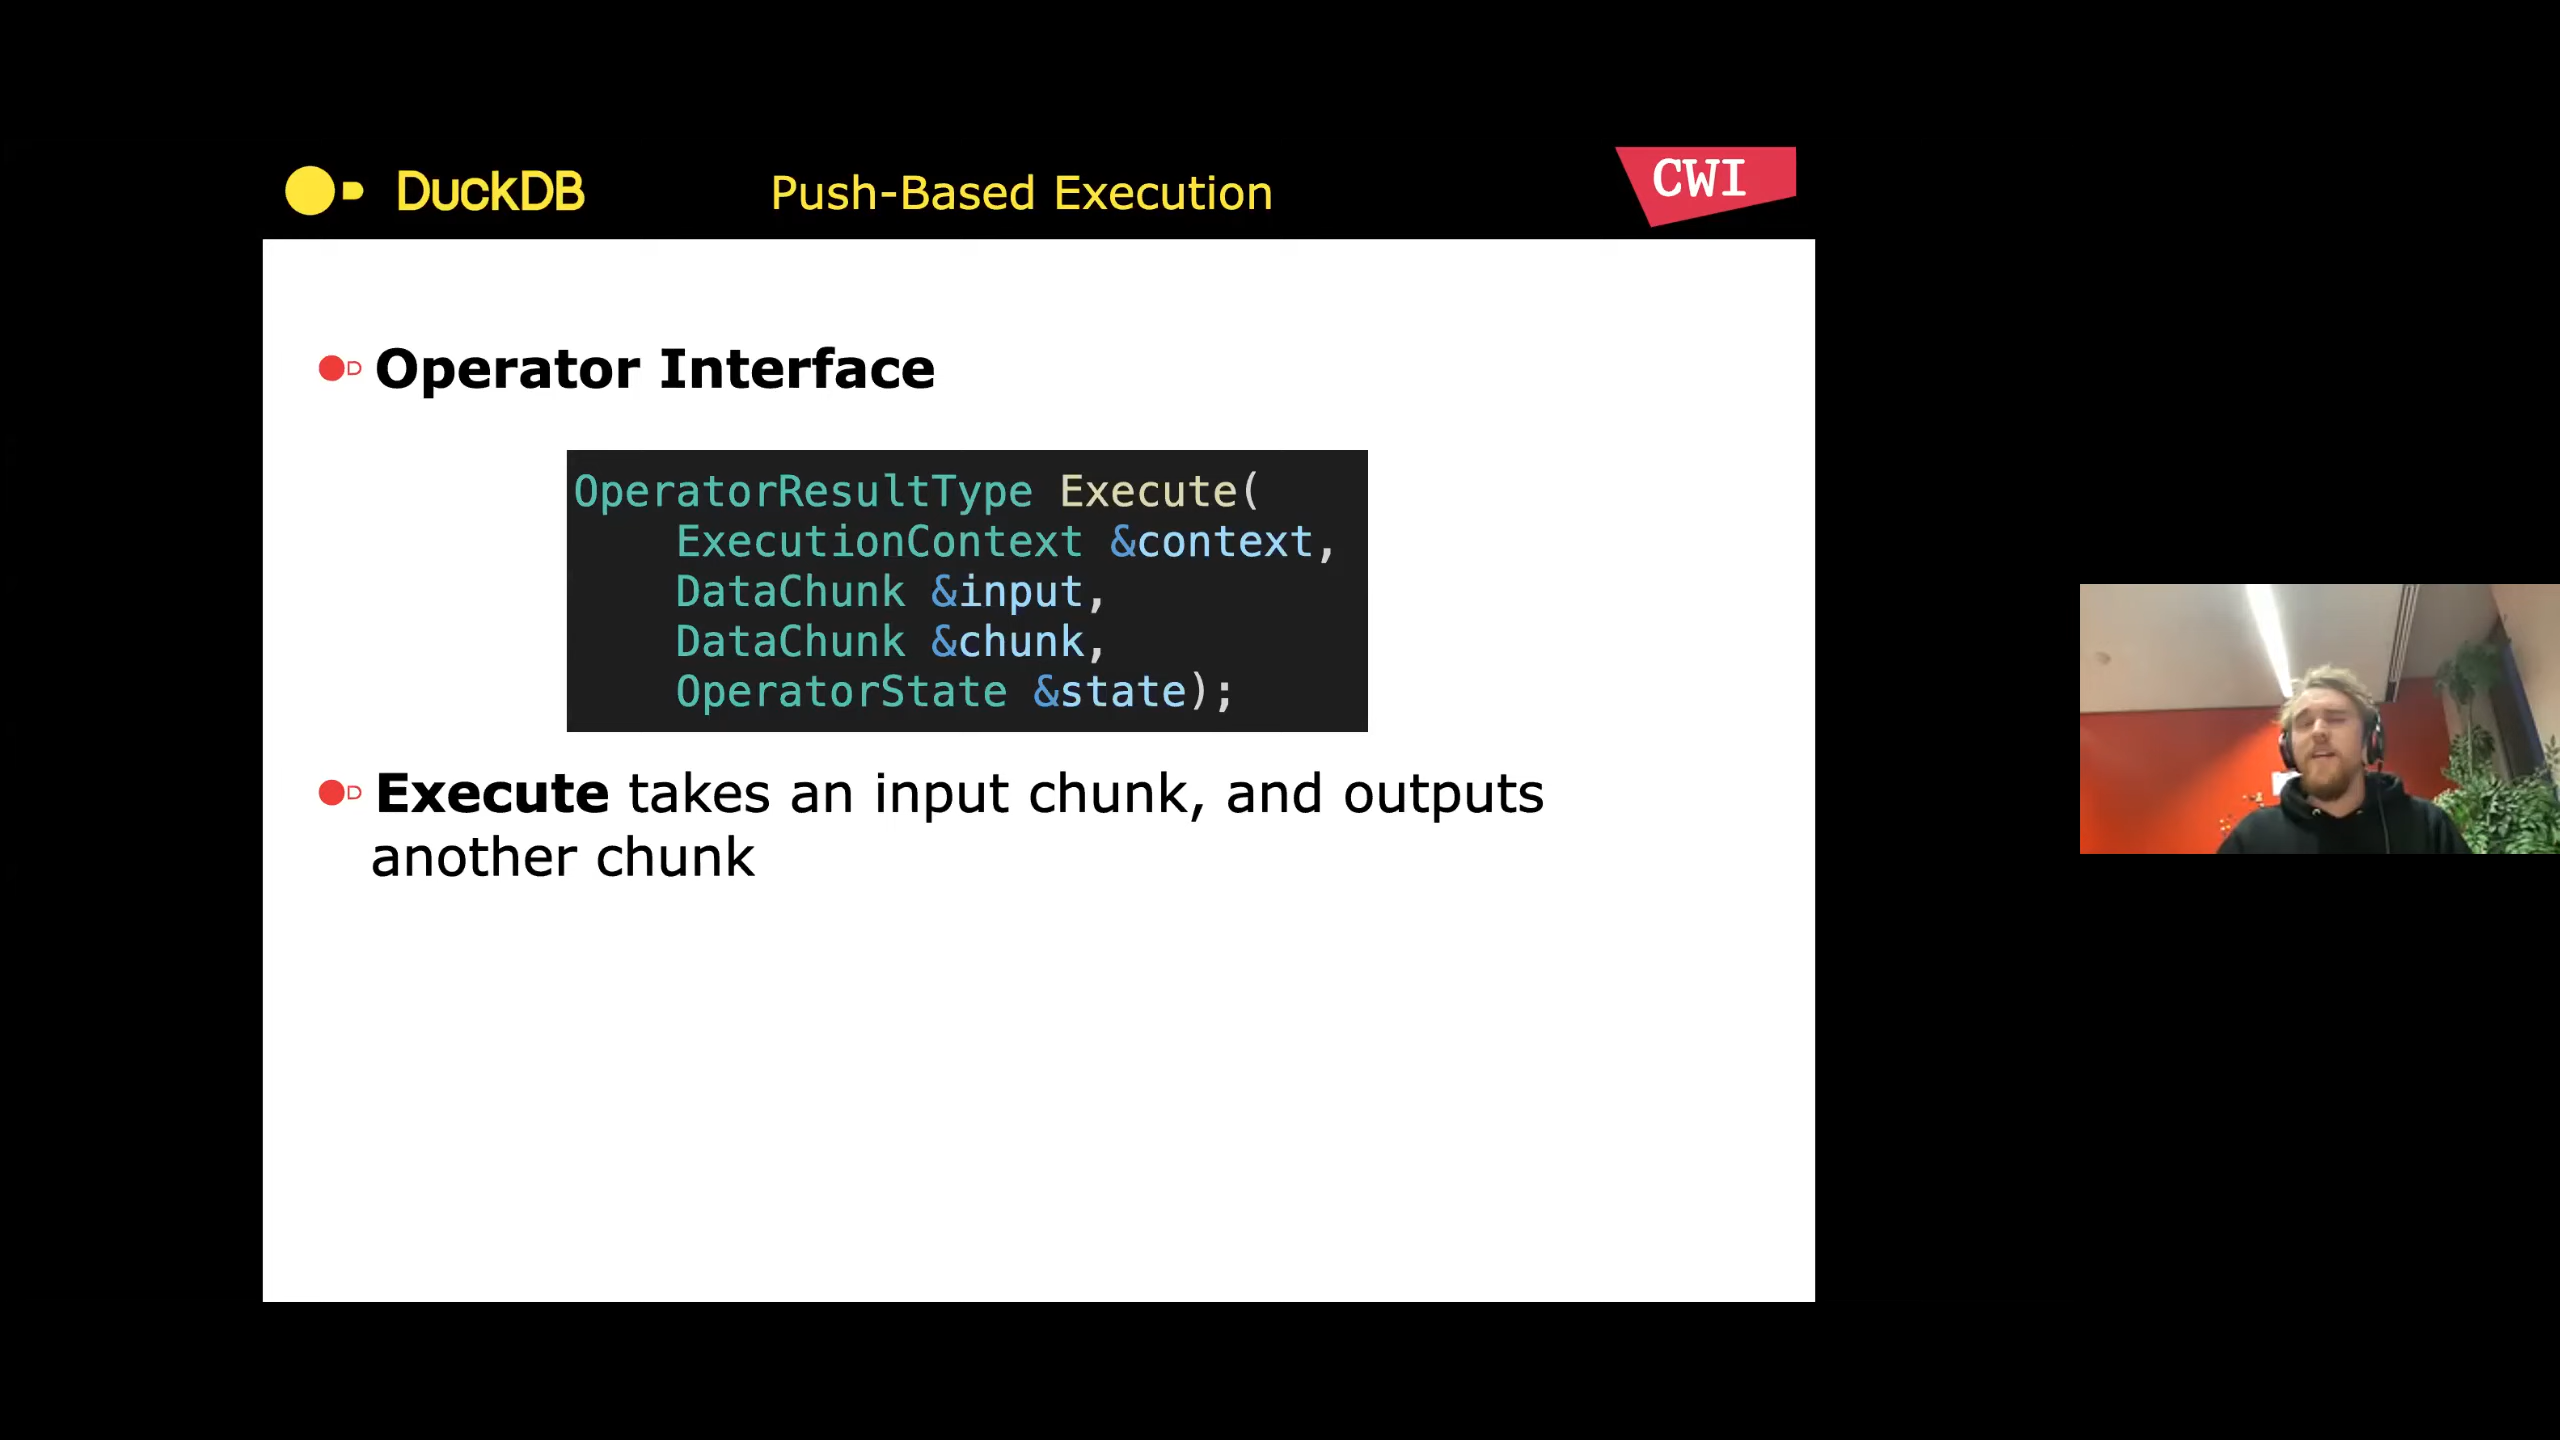 DuckDB
Push-Based Execution
CWI
Operator Interface
OperatorResultType Execute(
    ExecutionContext &context,
    DataChunk &input,
    DataChunk &chunk,
    OperatorState &state);
Execute takes an input chunk, and outputs
another chunk